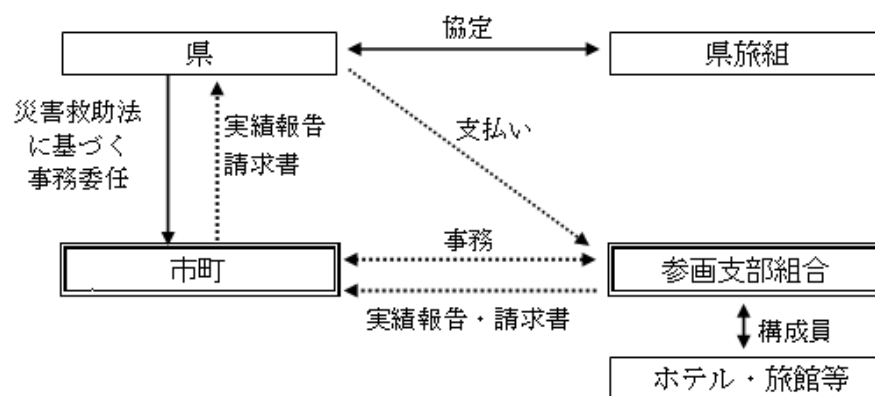 協定
県
県旅組
災害救助法
に基づく
事務委任
実績報告
請求書
支払い
事務
市町
参画支部組合
実績報告・請求書
構成員
ホテル・旅館等